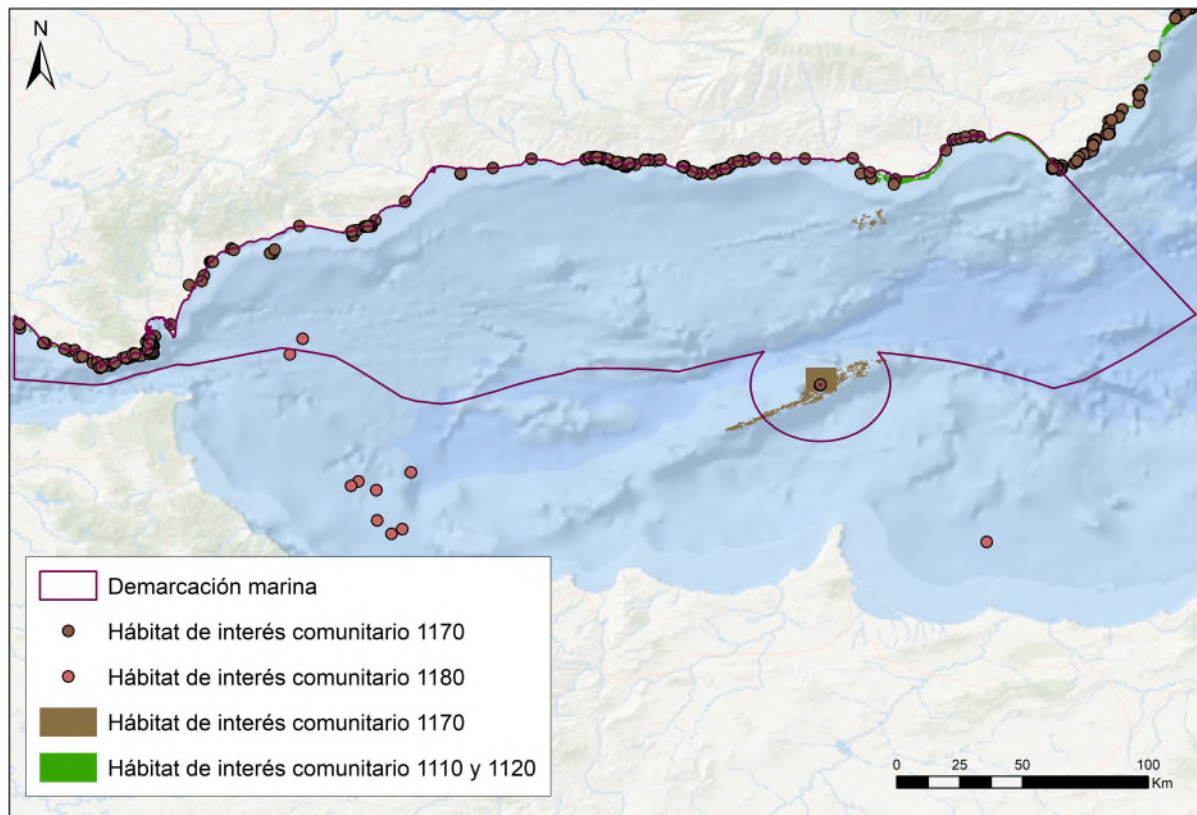 N
Demarcación marina
Hábitat de interés comunitario 1170
Hábitat de interés comunitario 1180
Hábitat de interés comunitario 1170
Hábitat de interés comunitario 1110 y 1120
0 25 50 100
Km